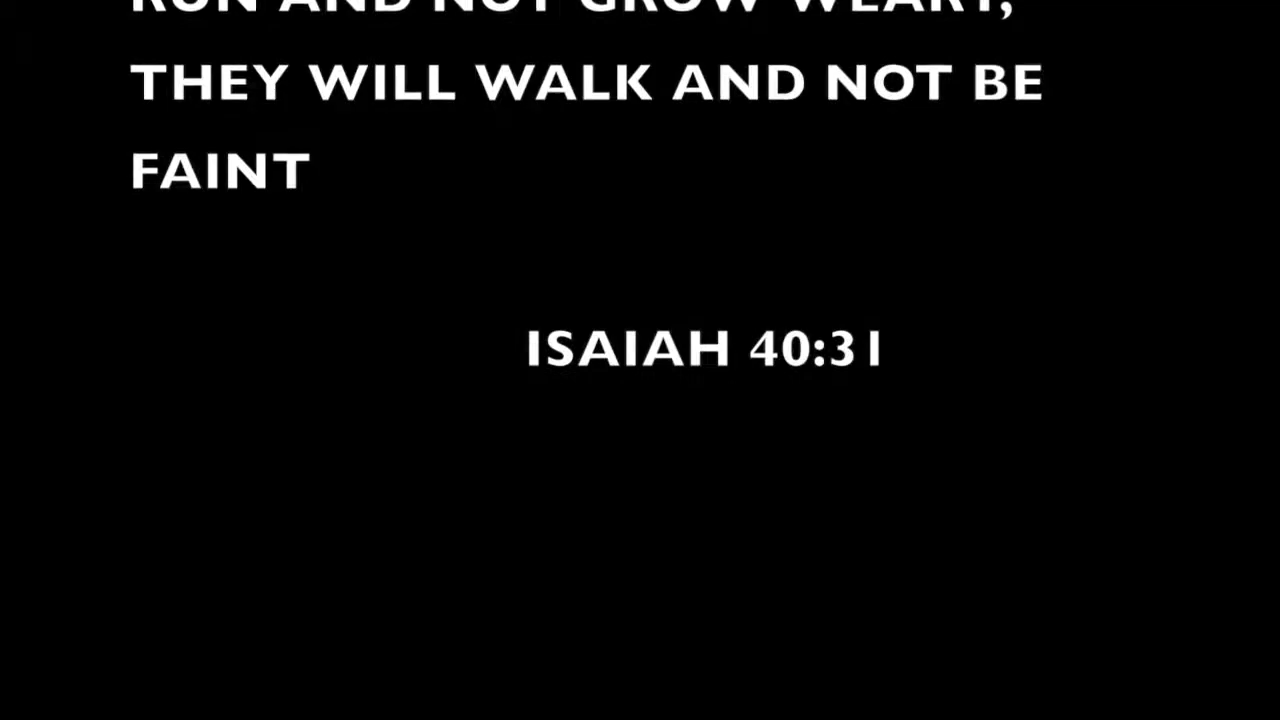 RUN AND NOT GROW WEARY,
THEY WILL WALK AND NOT BE
FAINT
ISAIAH 40:31